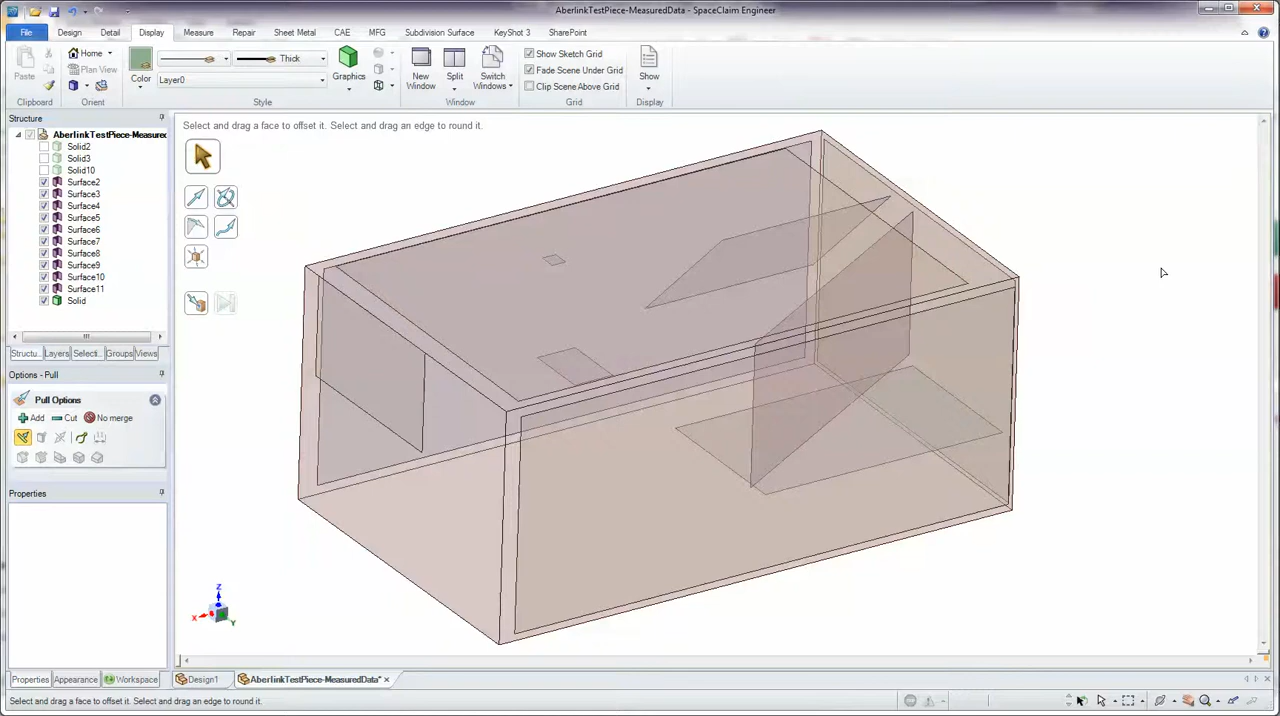 AberlinkTestPiece-MeasuredData - SpaceClaim Engineer
File Design Detail Display Measure Repair Sheet Metal CAE MFG Subdivision Surface KeyShot 3 SharePoint
Paste
Clipboard
Home
Plan View
Orient
Color
Thick
Layer0
Style
Graphics
New Window
Split
Switch Windows
Window
Show Sketch Grid
Fade Scene Under Grid
Clip Scene Above Grid
Grid
Show
Display
Structure
AberlinkTestPiece-Measured
Solid2
Solid3
Solid10
Surface2
Surface3
Surface4
Surface5
Surface6
Surface7
Surface8
Surface9
Surface10
Surface11
Solid
Structu... Layers Selecti... Groups Views
Options - Pull
Pull Options
Add Cut No merge
Properties
Select and drag a face to offset it. Select and drag an edge to round it.
Z
X
Y
Properties Appearance Workspace
Design1 AberlinkTestPiece-MeasuredData*
Select and drag a face to offset it. Select and drag an edge to round it.